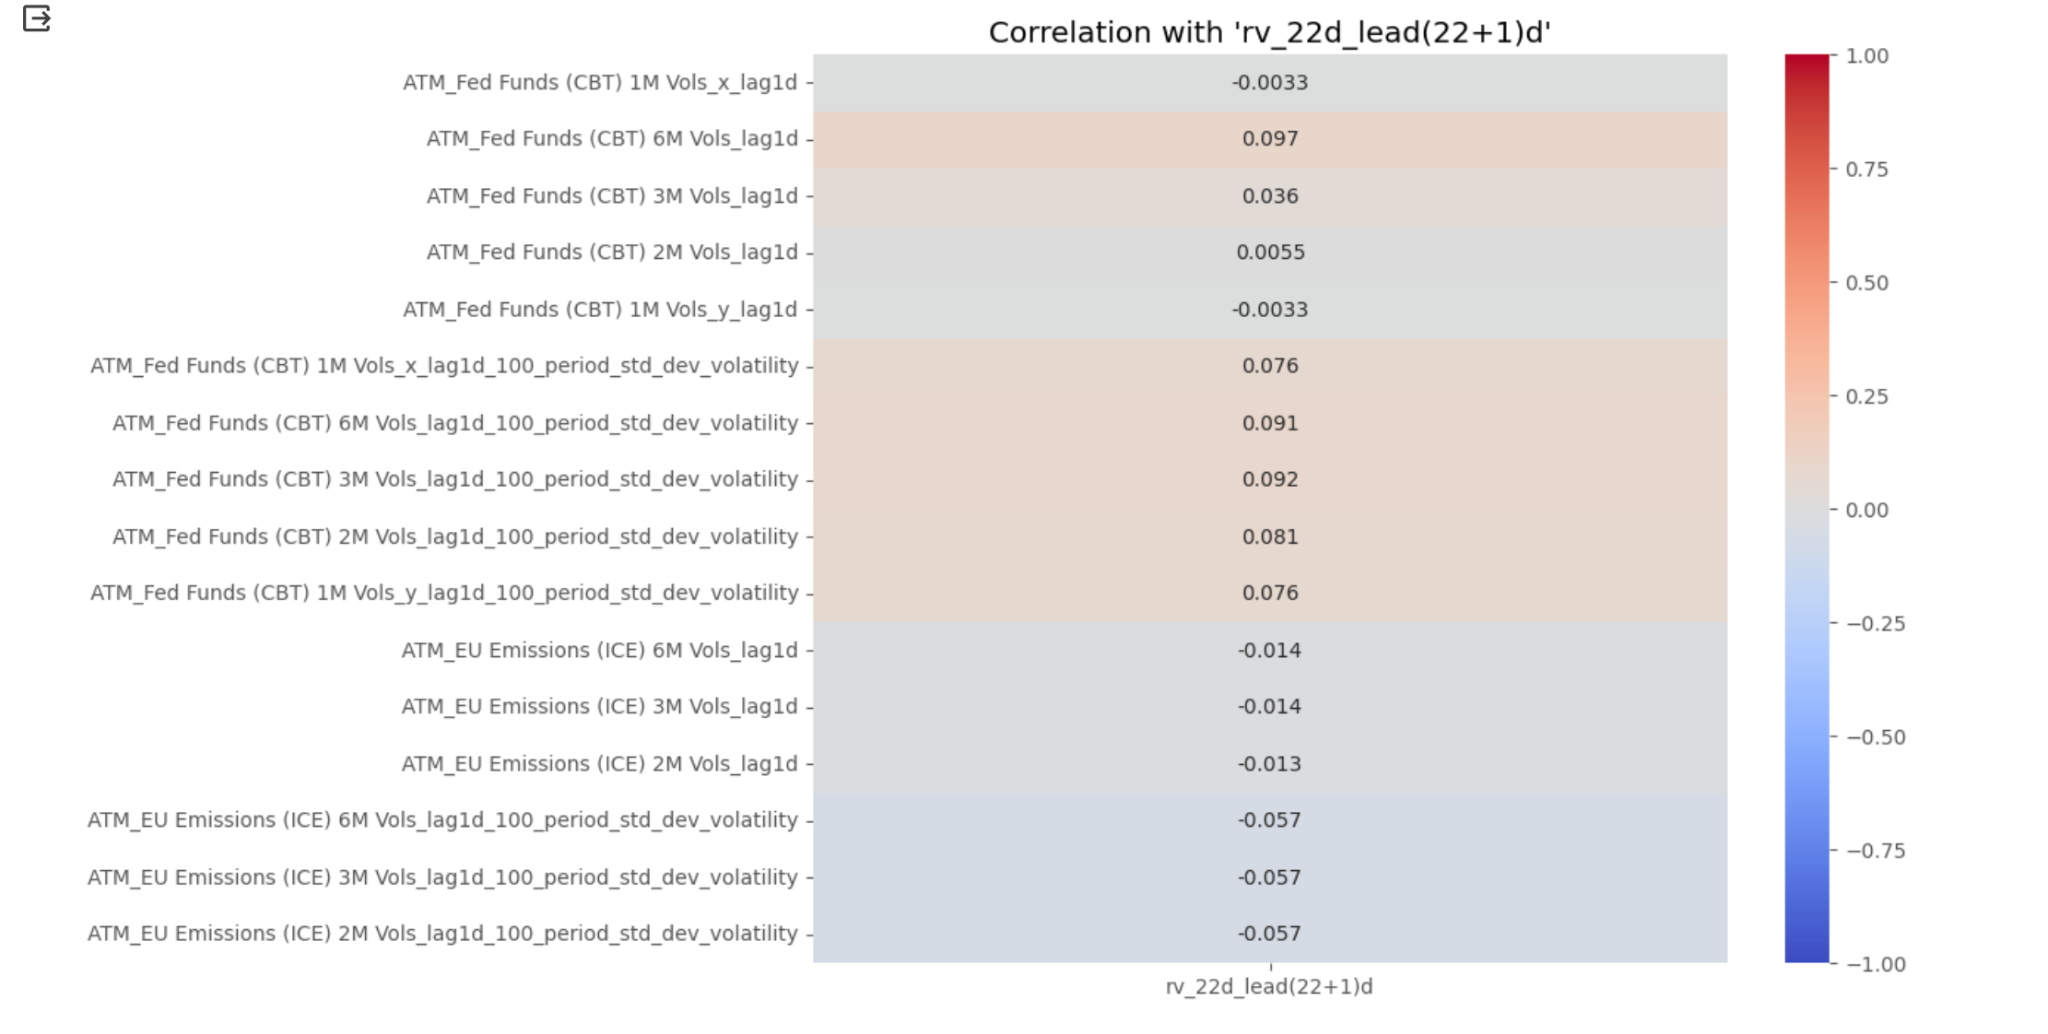 Correlation with 'rv_22d_lead(22+1)d'
ATM_Fed Funds (CBT) 1M Vols_x_lag1d -0.0033
ATM_Fed Funds (CBT) 6M Vols_lag1d 0.097
ATM_Fed Funds (CBT) 3M Vols_lag1d 0.036
ATM_Fed Funds (CBT) 2M Vols_lag1d 0.0055
ATM_Fed Funds (CBT) 1M Vols_y_lag1d -0.0033
ATM_Fed Funds (CBT) 1M Vols_x_lag1d_100_period_std_dev_volatility 0.076
ATM_Fed Funds (CBT) 6M Vols_lag1d_100_period_std_dev_volatility 0.091
ATM_Fed Funds (CBT) 3M Vols_lag1d_100_period_std_dev_volatility 0.092
ATM_Fed Funds (CBT) 2M Vols_lag1d_100_period_std_dev_volatility 0.081
ATM_Fed Funds (CBT) 1M Vols_y_lag1d_100_period_std_dev_volatility 0.076
ATM_EU Emissions (ICE) 6M Vols_lag1d -0.014
ATM_EU Emissions (ICE) 3M Vols_lag1d -0.014
ATM_EU Emissions (ICE) 2M Vols_lag1d -0.013
ATM_EU Emissions (ICE) 6M Vols_lag1d_100_period_std_dev_volatility -0.057
ATM_EU Emissions (ICE) 3M Vols_lag1d_100_period_std_dev_volatility -0.057
ATM_EU Emissions (ICE) 2M Vols_lag1d_100_period_std_dev_volatility -0.057
rv_22d_lead(22+1)d
1.00
0.75
0.50
0.25
0.00
−0.25
−0.50
−0.75
−1.00